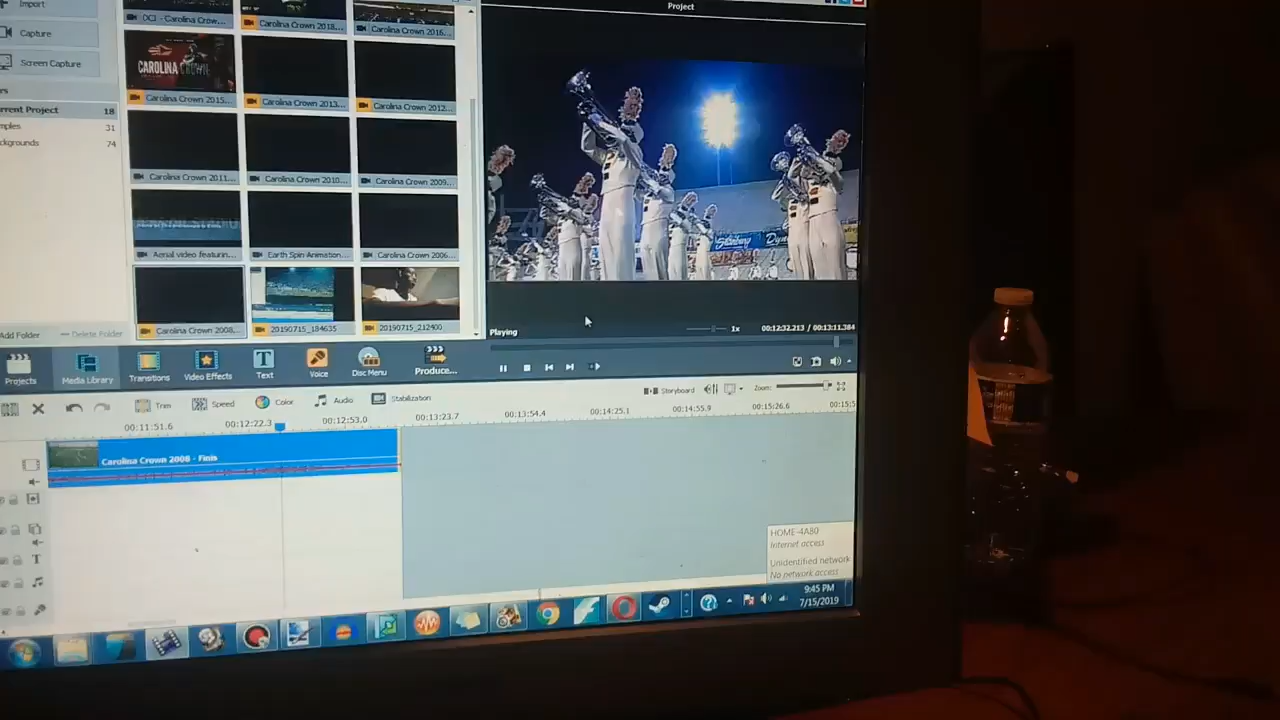 Import
Project
DCI - Carolina Crow...
Carolina Crown 2018...
Carolina Crown 2016...
Capture
Screen Capture
CAROLINA CROWN
Carolina Crown 2015...
Carolina Crown 2013...
Carolina Crown 2012...
rrent Project 18
mples 31
ckgrounds 74
Carolina Crown 2011...
Carolina Crown 2010...
Carolina Crown 2009...
Aerial video featurin...
Earth Spin Animation...
Carolina Crown 2006...
Add Folder
Delete Folder
Carolina Crown 2008,...
20190715_184635
20190715_212400
Playing
1x
00:12:32.213 / 00:13:11.384
Projects
Media Library
Transitions
Video Effects
Text
Voice
Disc Menu
Produce...
Trim
Speed
Color
Audio
Stabilization
Storyboard
Zoom:
00:11:51.6
00:12:22.3
00:12:53.0
00:13:23.7
00:13:54.4
00:14:25.1
00:14:55.9
00:15:26.6
00:15:5
Carolina Crown 2008 - Finis
T
HOME-4A80
Internet access
Unidentified network
No network access
9:45 PM
7/15/2019